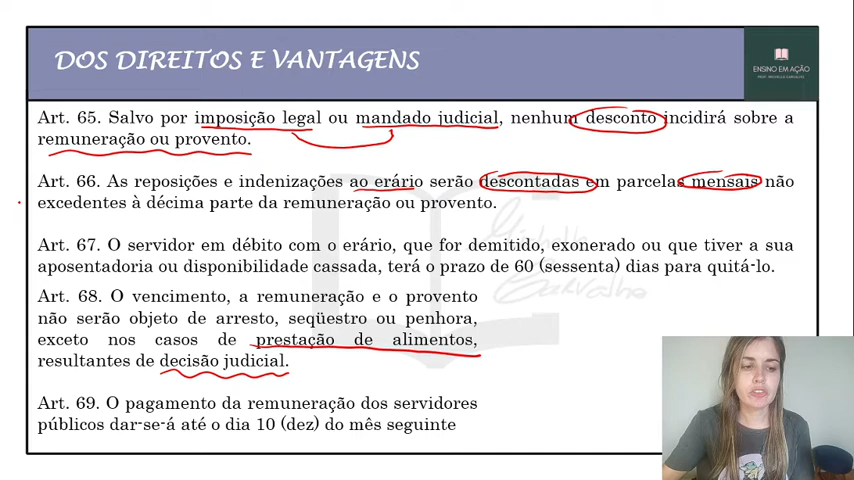 DOS DIREITOS E VANTAGENS
ENSINO EM AÇÃO
PROF. MICHELLE CARVALHO
Art. 65. Salvo por imposição legal ou mandado judicial, nenhum desconto incidirá sobre a
remuneração ou provento.
Art. 66. As reposições e indenizações ao erário serão descontadas em parcelas mensais não
excedentes à décima parte da remuneração ou provento.
Art. 67. O servidor em débito com o erário, que for demitido, exonerado ou que tiver a sua
aposentadoria ou disponibilidade cassada, terá o prazo de 60 (sessenta) dias para quitá-lo.
Michelle
Carvalho
Art. 68. O vencimento, a remuneração e o provento
não serão objeto de arresto, seqüestro ou penhora,
exceto nos casos de prestação de alimentos,
resultantes de decisão judicial.
Art. 69. O pagamento da remuneração dos servidores
públicos dar-se-á até o dia 10 (dez) do mês seguinte